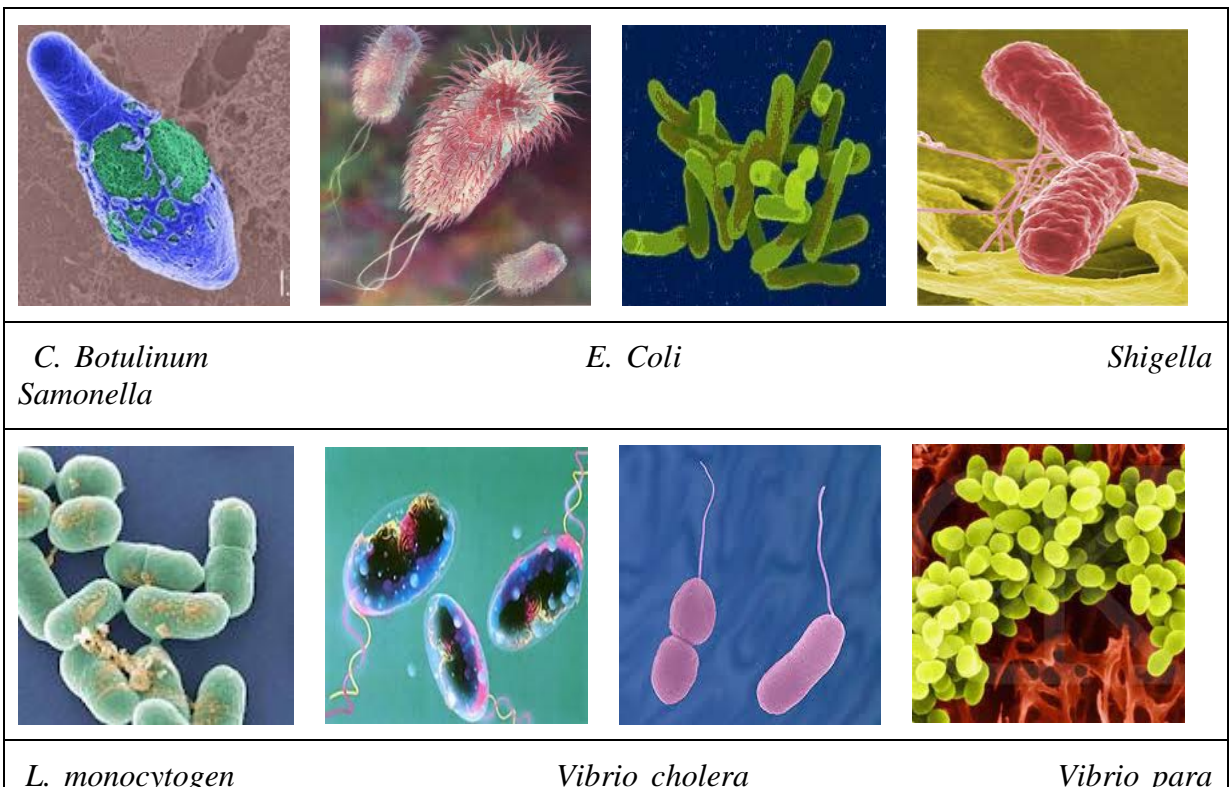 C. Botulinum E. Coli Shigella
Samonella
L. monocytogen Vibrio cholera Vibrio para